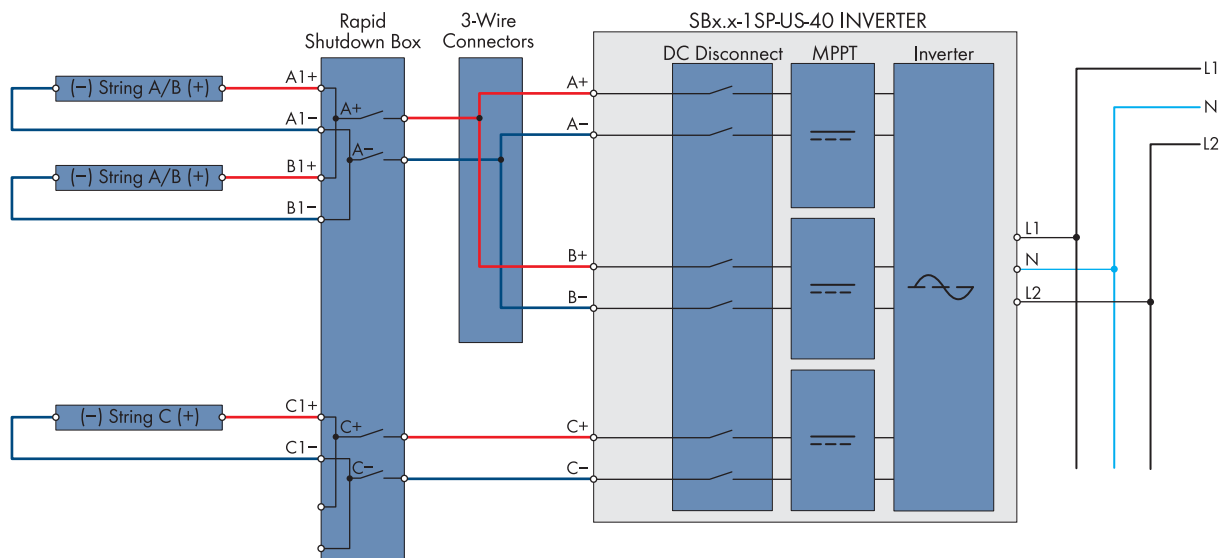 Rapid
Shutdown Box
3-Wire
Connectors
SBx.x-1SP-US-40 INVERTER
DC Disconnect
MPPT
Inverter
(−) String A/B (+)
A1+
A1−
(−) String A/B (+)
B1+
B1−
A+
A−
A+
A−
B+
B−
(−) String C (+)
C1+
C1−
C+
C−
C+
C−
L1
N
L2
L1
N
L2